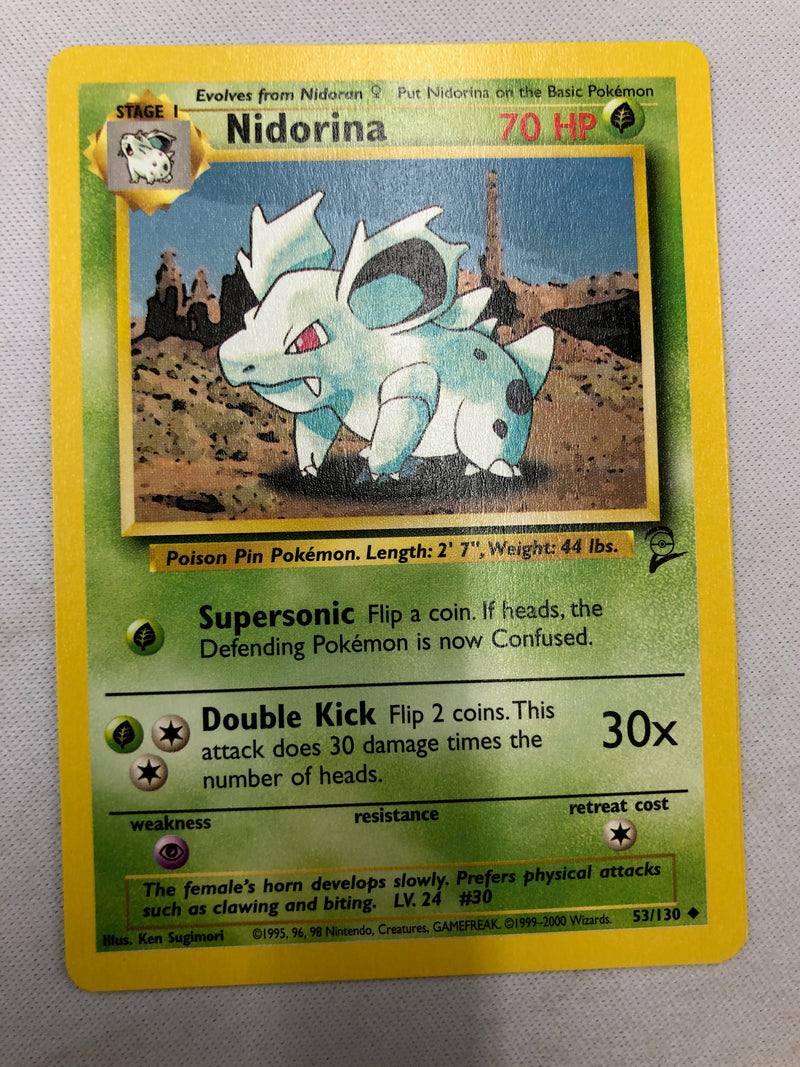 Evolves from Nidoran ♀ Put Nidorina on the Basic Pokémon
STAGE 1
Nidorina 70 HP
Poison Pin Pokémon. Length: 2' 7", Weight: 44 lbs.
Supersonic Flip a coin. If heads, the
Defending Pokémon is now Confused.
Double Kick Flip 2 coins. This
attack does 30 damage times the
number of heads.
30x
weakness resistance retreat cost
The female's horn develops slowly. Prefers physical attacks
such as clawing and biting. LV. 24 #30
Illus. Ken Sugimori ©1995, 96, 98 Nintendo, Creatures, GAMEFREAK. ©1999–2000 Wizards. 53/130 ◆